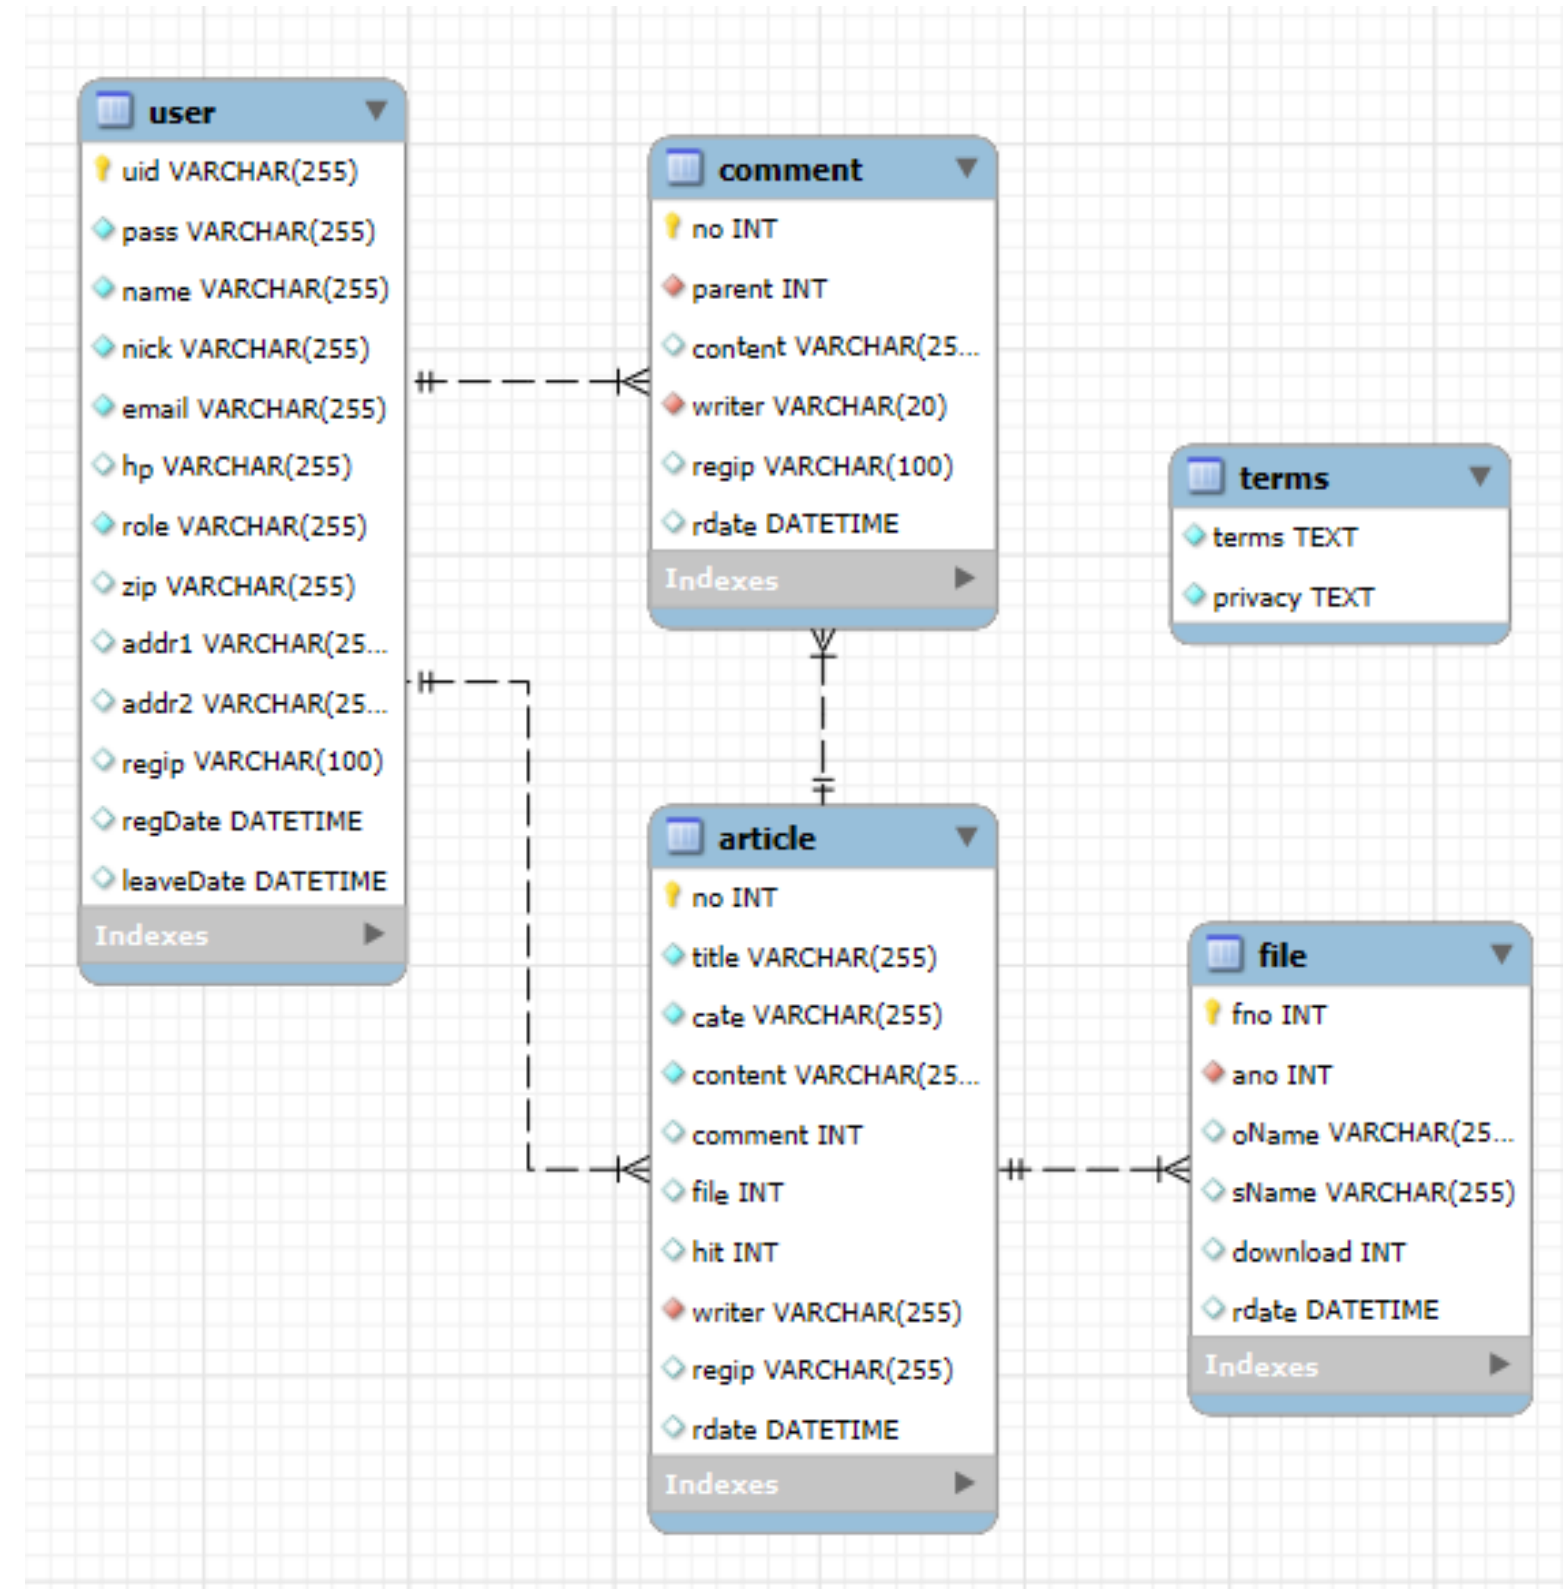 user
uid VARCHAR(255)
pass VARCHAR(255)
name VARCHAR(255)
nick VARCHAR(255)
email VARCHAR(255)
hp VARCHAR(255)
role VARCHAR(255)
zip VARCHAR(255)
addr1 VARCHAR(25...
addr2 VARCHAR(25...
regip VARCHAR(100)
regDate DATETIME
leaveDate DATETIME
Indexes
comment
no INT
parent INT
content VARCHAR(25...
writer VARCHAR(20)
regip VARCHAR(100)
rdate DATETIME
Indexes
terms
terms TEXT
privacy TEXT
article
no INT
title VARCHAR(255)
cate VARCHAR(255)
content VARCHAR(25...
comment INT
file INT
hit INT
writer VARCHAR(255)
regip VARCHAR(255)
rdate DATETIME
Indexes
file
fno INT
ano INT
oName VARCHAR(25...
sName VARCHAR(255)
download INT
rdate DATETIME
Indexes